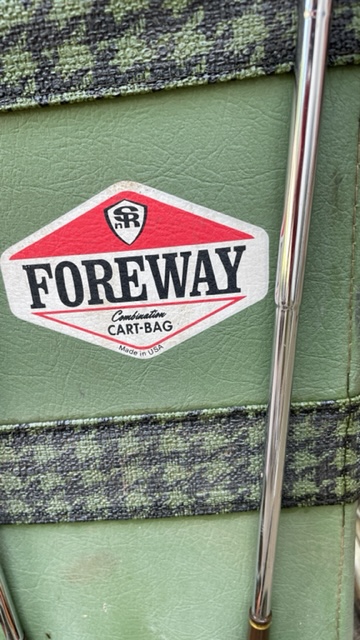 SnR
FOREWAY
Combination
CART-BAG
Made in USA